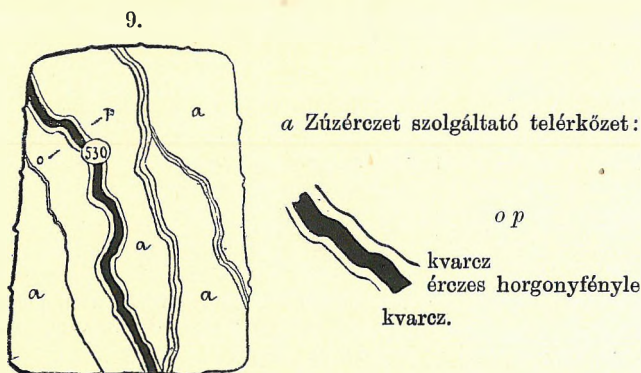 9.
a
p
o
530
a
a
a
a Zúzérczet szolgáltató telérkőzet:
o p
kvarcz
érczes horgonyfényle
kvarcz.